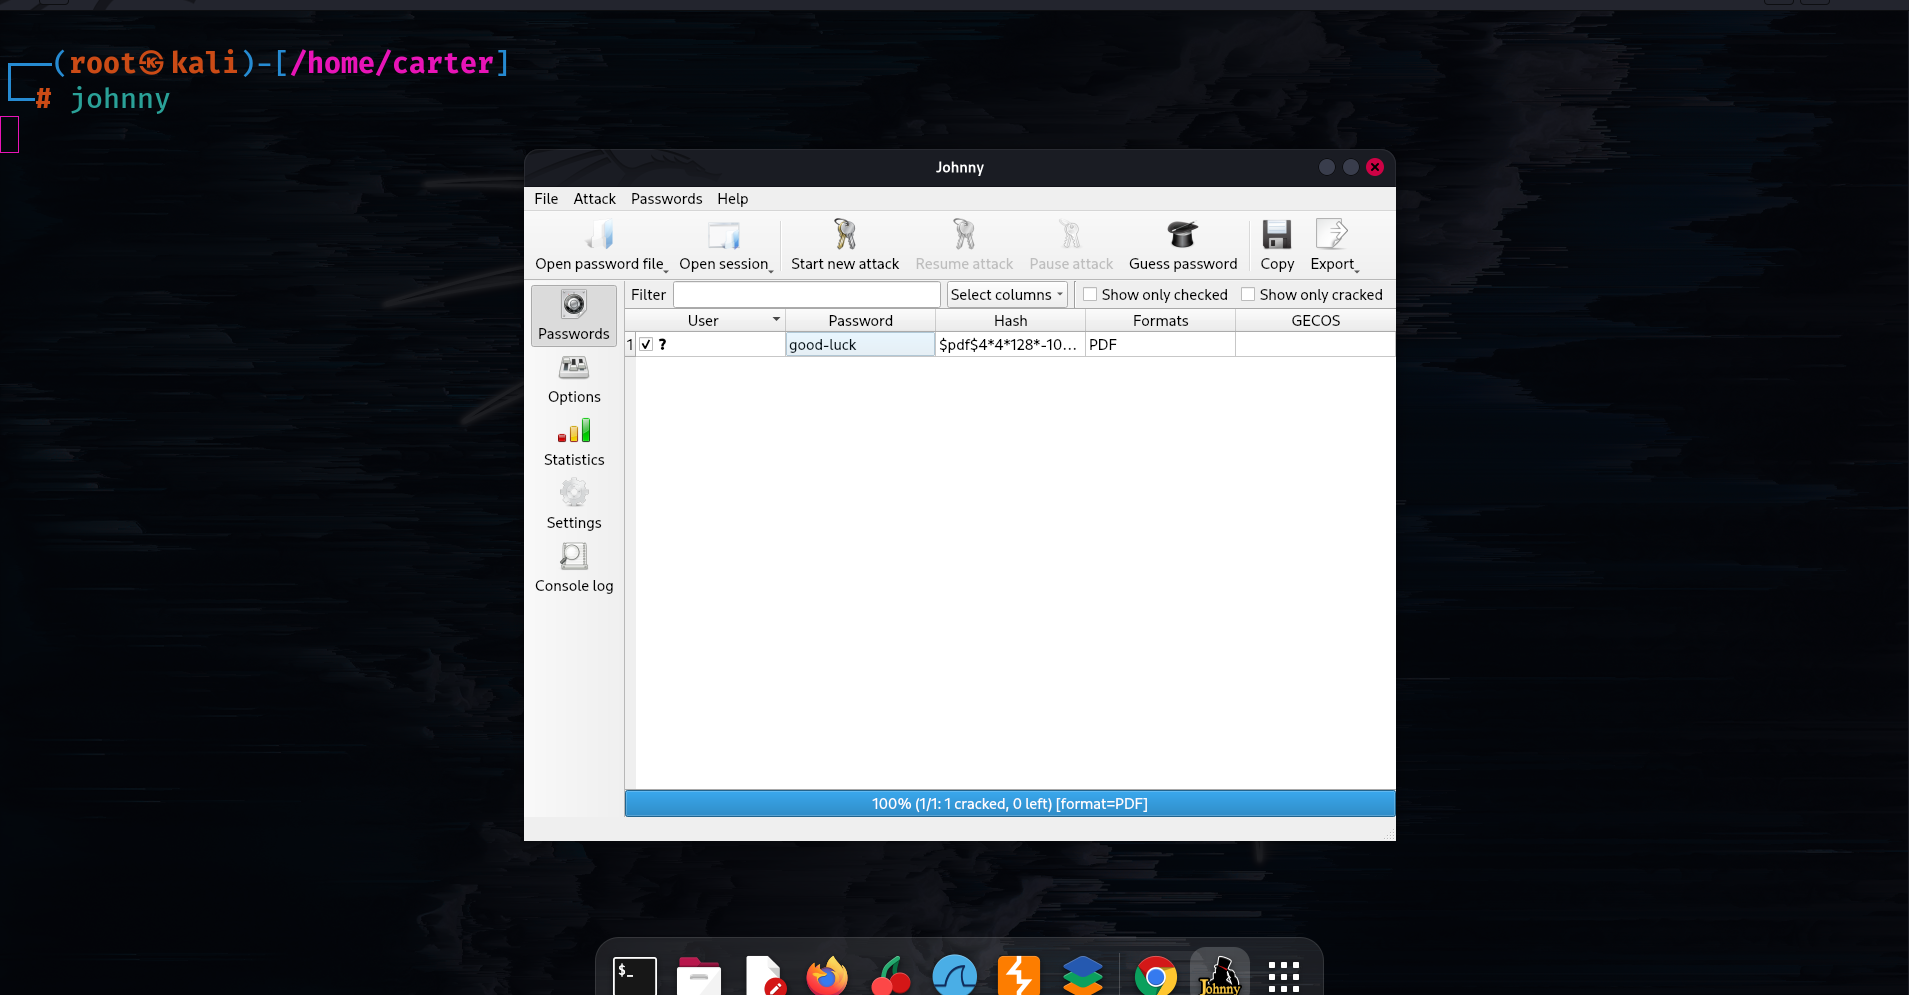 (root㉿kali)-[/home/carter]
# johnny
Johnny
File Attack Passwords Help
Open password file Open session Start new attack Resume attack Pause attack Guess password Copy Export
Passwords
Options
Statistics
Settings
Console log
Filter Select columns Show only checked Show only cracked
User Password Hash Formats GECOS
1 ? good-luck $pdf$4*4*128*-10... PDF
100% (1/1: 1 cracked, 0 left) [format=PDF]
$_
Johnny